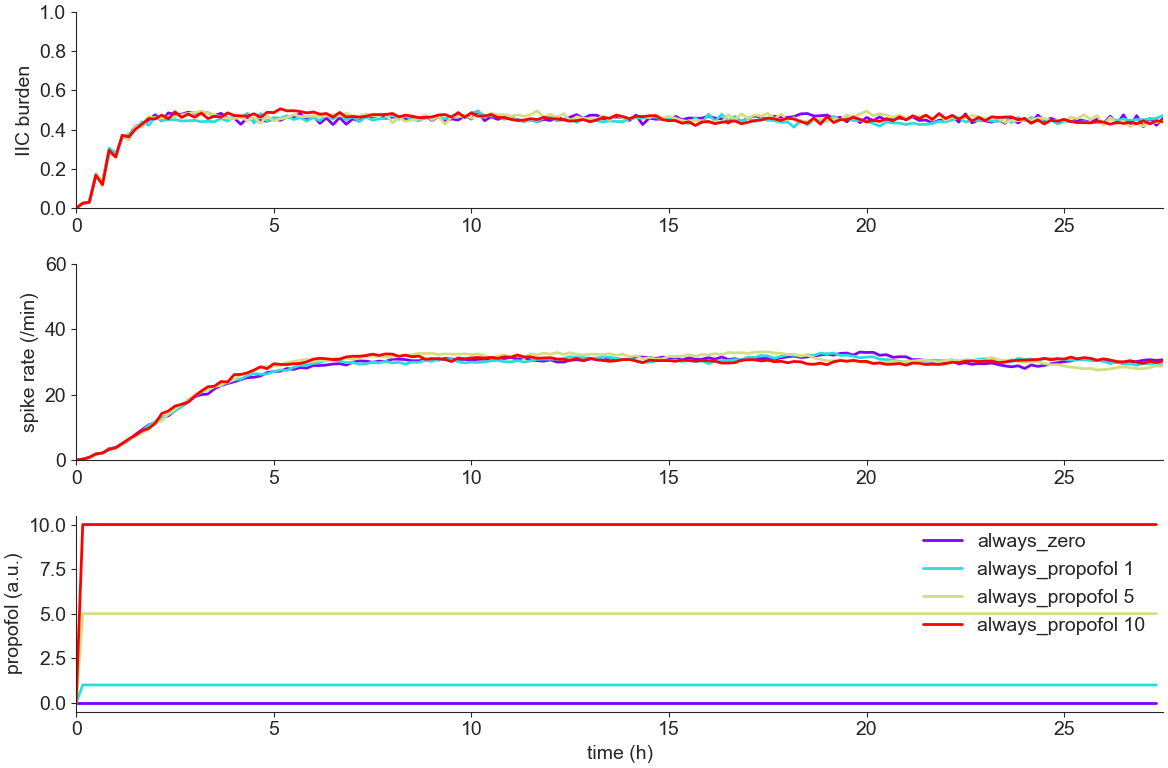 1.0
0.8
0.6
0.4
0.2
0.0
IIC burden
0 5 10 15 20 25
60
40
20
0
spike rate (/min)
0 5 10 15 20 25
10.0
7.5
5.0
2.5
0.0
propofol (a.u.)
always_zero
always_propofol 1
always_propofol 5
always_propofol 10
0 5 10 15 20 25
time (h)